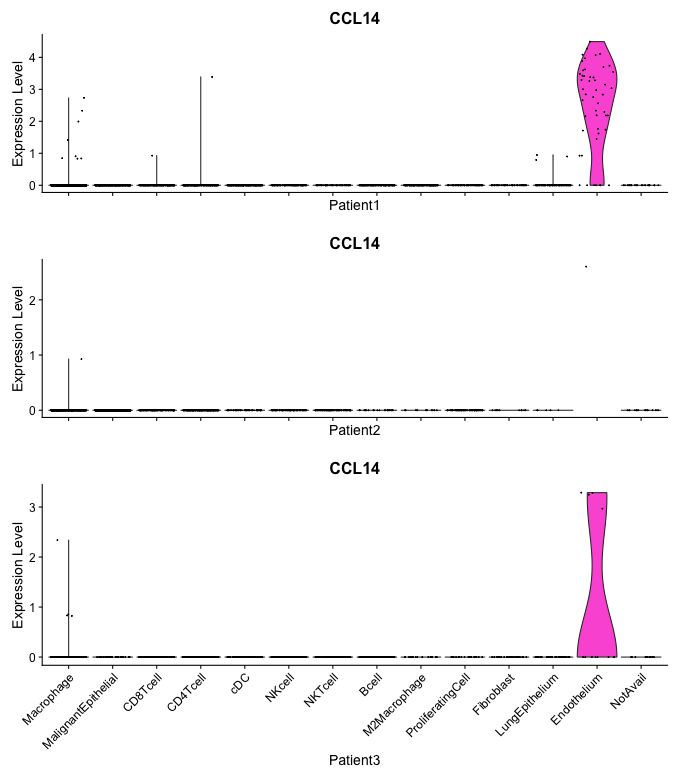 CCL14
Expression Level
4
3
2
1
0
Patient1
CCL14
Expression Level
2
1
0
Patient2
CCL14
Expression Level
3
2
1
0
Macrophage
MalignantEpithelial
CD8Tcell
CD4Tcell
cDC
NKcell
NKTcell
Bcell
M2Macrophage
ProliferatingCell
Fibroblast
LungEpithelium
Endothelium
NotAvail
Patient3